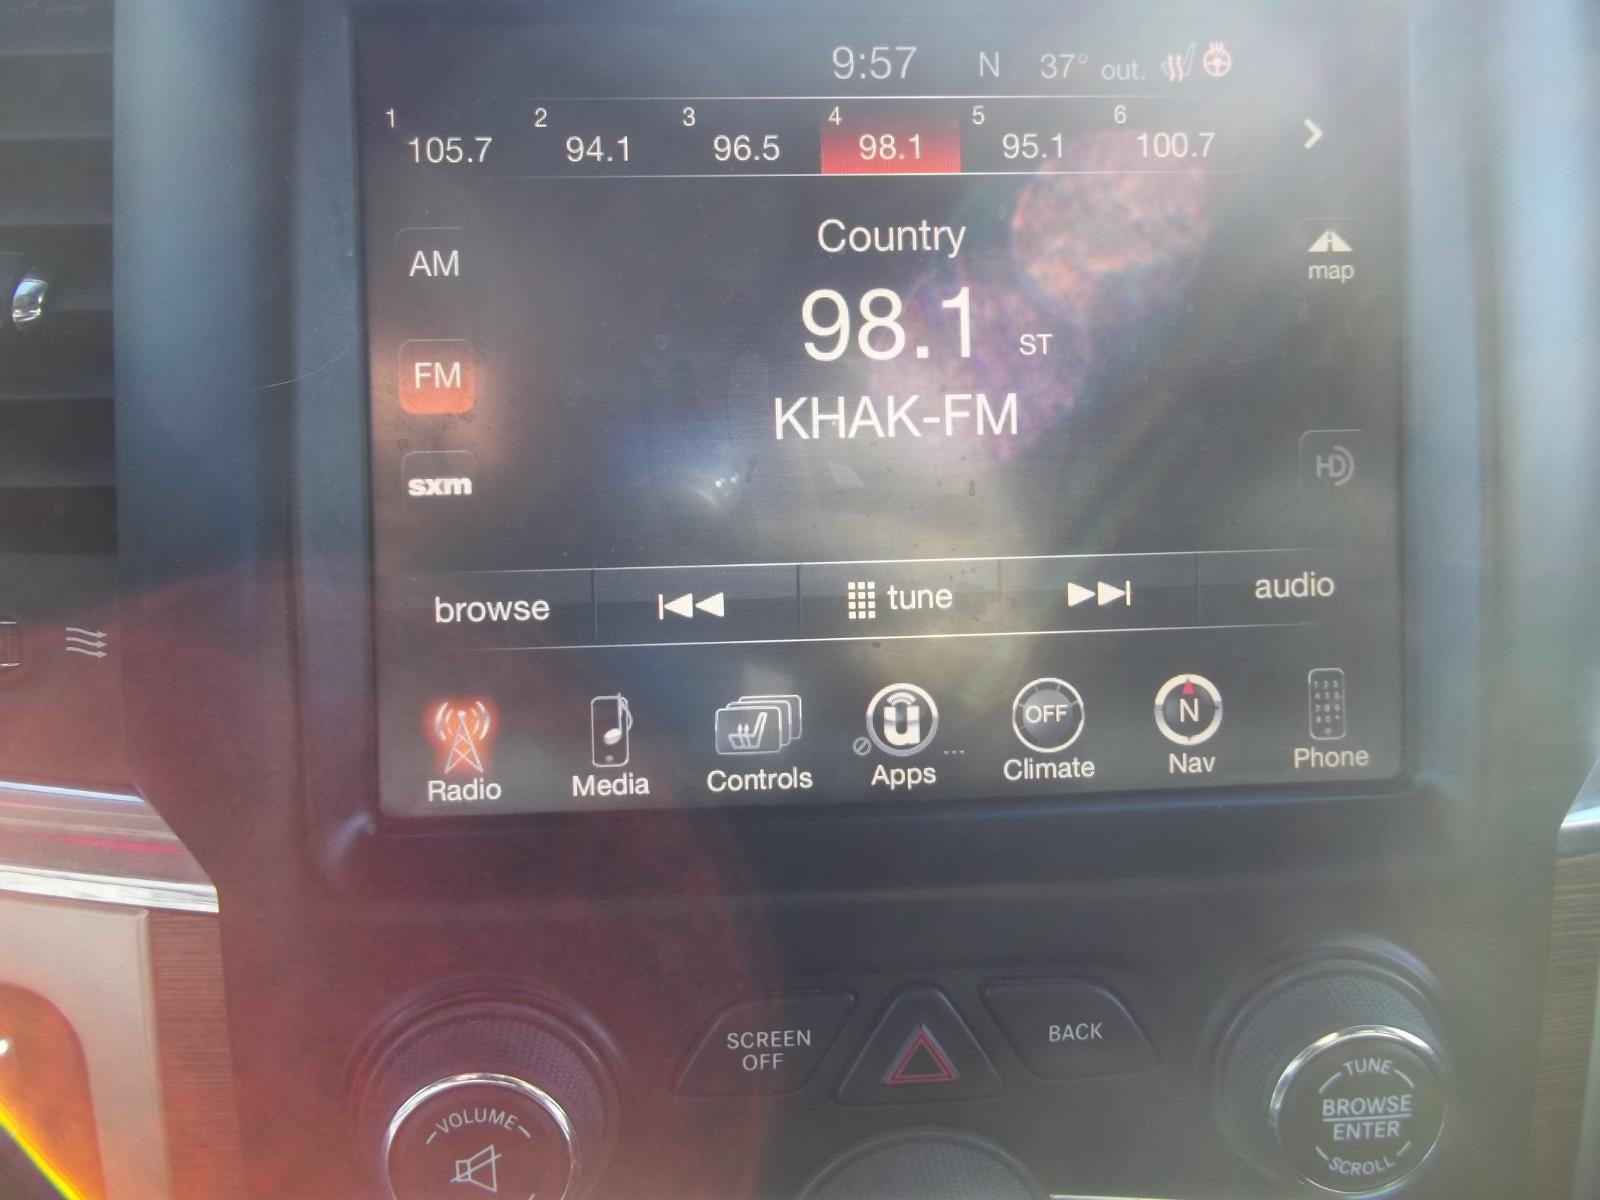 9:57 N 37° out.
1 2 3 4 5 6
105.7 94.1 96.5 98.1 95.1 100.7
Country
AM
map
98.1 ST
FM
KHAK-FM
HD
sxm
browse tune audio
OFF N
Radio Media Controls Apps Climate Nav Phone
SCREEN
OFF
BACK
VOLUME
TUNE
BROWSE
ENTER
SCROLL